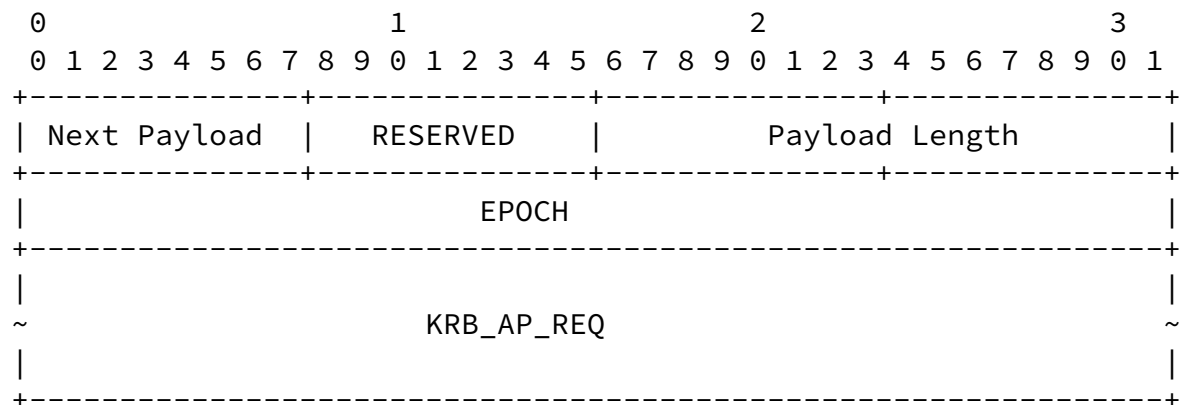 0                   1                   2                   3
0 1 2 3 4 5 6 7 8 9 0 1 2 3 4 5 6 7 8 9 0 1 2 3 4 5 6 7 8 9 0 1
+---------------+---------------+---------------+---------------+
| Next Payload  |   RESERVED    |         Payload Length        |
+---------------+---------------+---------------+---------------+
|                         EPOCH                                 |
+---------------------------------------------------------------+
|                                                               |
~                      KRB_AP_REQ                               ~
|                                                               |
+---------------------------------------------------------------+